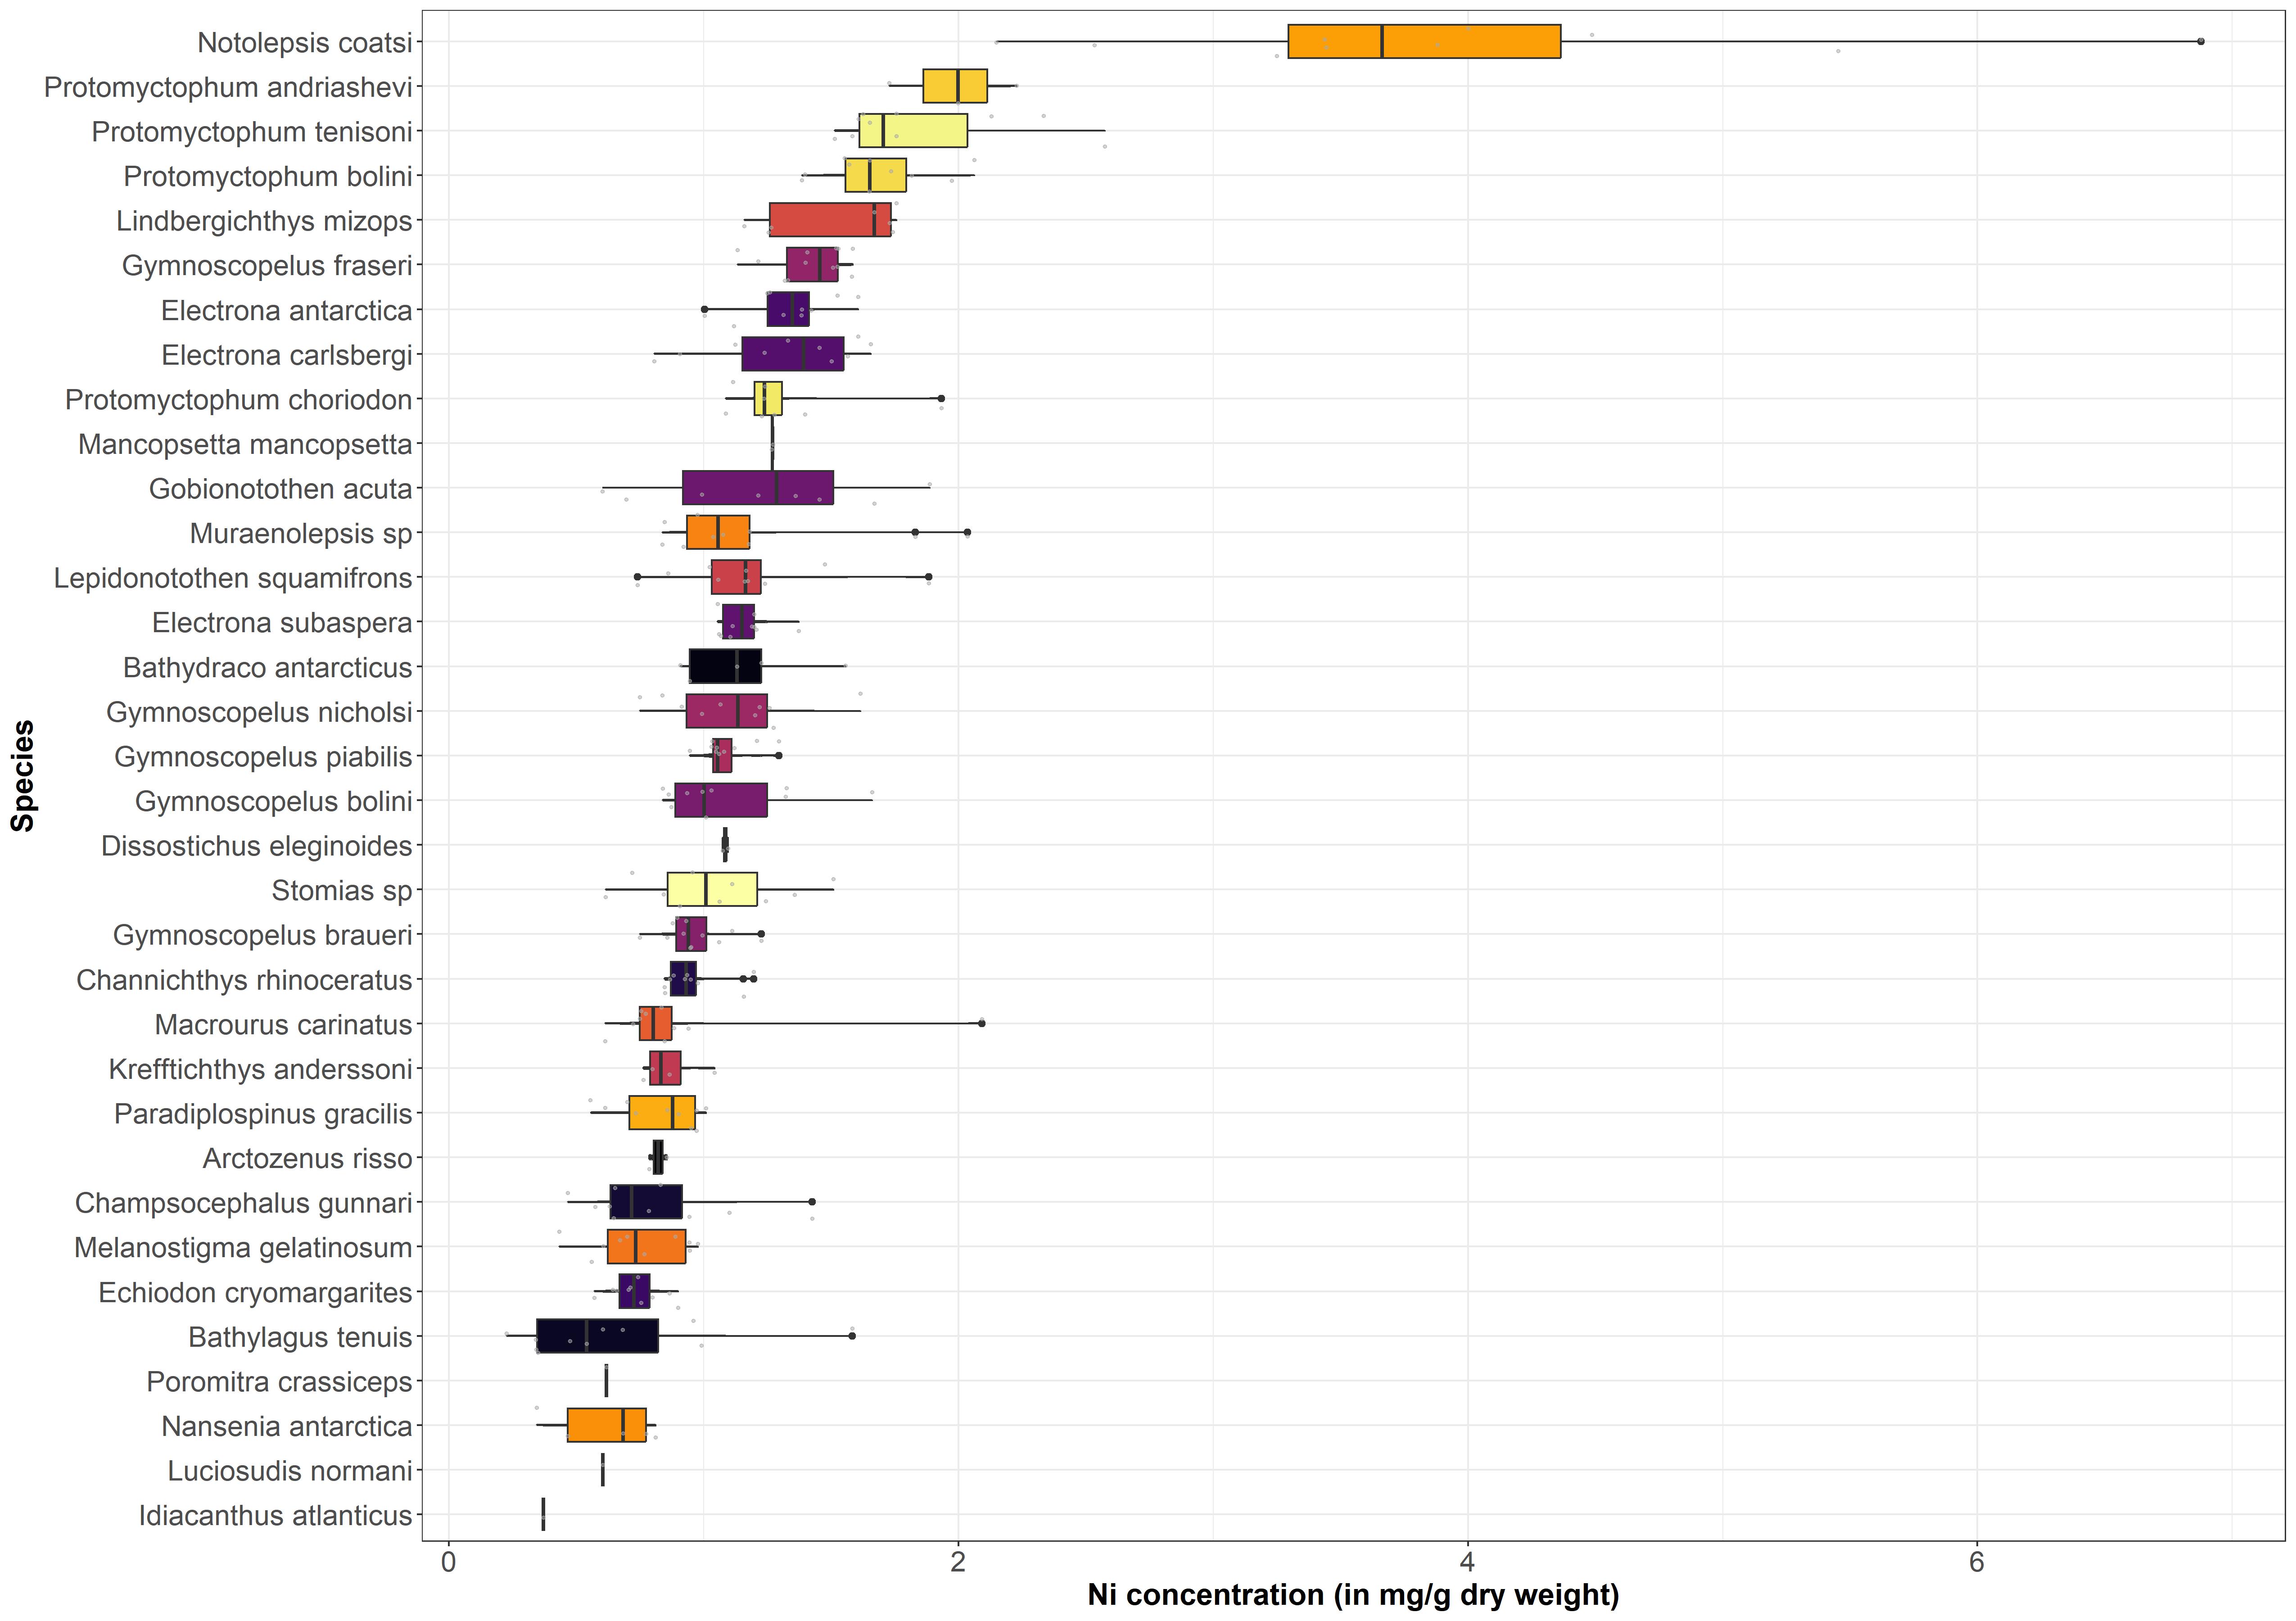 Notolepsis coatsi
Protomyctophum andriashevi
Protomyctophum tenisoni
Protomyctophum bolini
Lindbergichthys mizops
Gymnoscopelus fraseri
Electrona antarctica
Electrona carlsbergi
Protomyctophum choriodon
Mancopsetta mancopsetta
Gobionotothen acuta
Muraenolepsis sp
Lepidonotothen squamifrons
Electrona subaspera
Bathydraco antarcticus
Gymnoscopelus nicholsi
Gymnoscopelus piabilis
Gymnoscopelus bolini
Dissostichus eleginoides
Stomias sp
Gymnoscopelus braueri
Channichthys rhinoceratus
Macrourus carinatus
Krefftichthys anderssoni
Paradiplospinus gracilis
Arctozenus risso
Champsocephalus gunnari
Melanostigma gelatinosum
Echiodon cryomargarites
Bathylagus tenuis
Poromitra crassiceps
Nansenia antarctica
Luciosudis normani
Idiacanthus atlanticus
Species
0 2 4 6
Ni concentration (in mg/g dry weight)